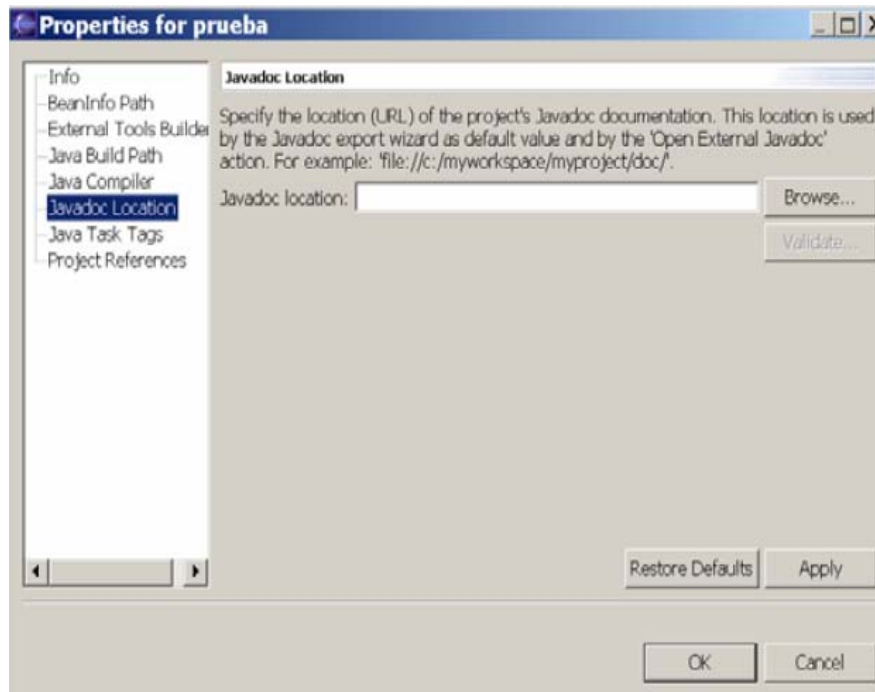 Properties for prueba
Info
BeanInfo Path
External Tools Builder
Java Build Path
Java Compiler
Javadoc Location
Java Task Tags
Project References
Javadoc Location
Specify the location (URL) of the project's Javadoc documentation. This location is used
by the Javadoc export wizard as default value and by the 'Open External Javadoc'
action. For example: 'file://c:/myworkspace/myproject/doc/'.
Javadoc location:
Browse...
Validate...
Restore Defaults
Apply
OK
Cancel